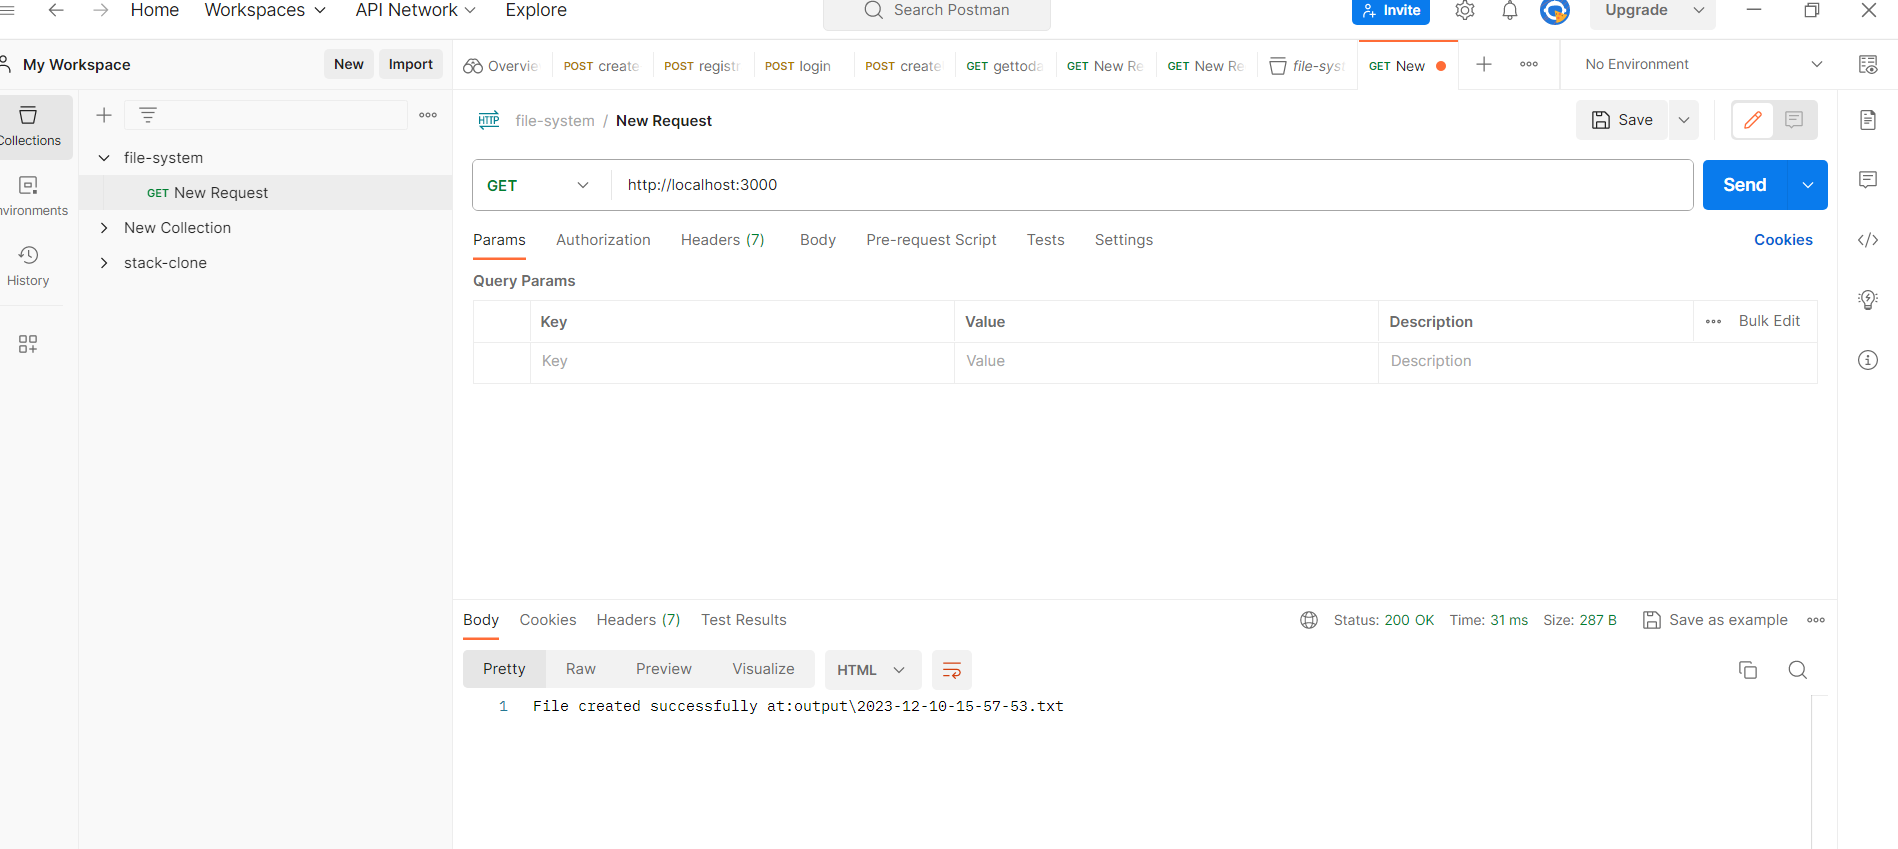 Home Workspaces API Network Explore Search Postman Invite Upgrade
My Workspace New Import Overvie POST create POST regist POST login POST create GET gettoda GET New Re GET New Re file-sys GET New No Environment
Collections
nvironments
History
file-system
GET New Request
New Collection
stack-clone
HTTP file-system / New Request Save
GET http://localhost:3000 Send
Params Authorization Headers (7) Body Pre-request Script Tests Settings Cookies
Query Params
Key Value Description Bulk Edit
Key Value Description
Body Cookies Headers (7) Test Results Status: 200 OK Time: 31 ms Size: 287 B Save as example
Pretty Raw Preview Visualize HTML
1 File created successfully at:output\2023-12-10-15-57-53.txt